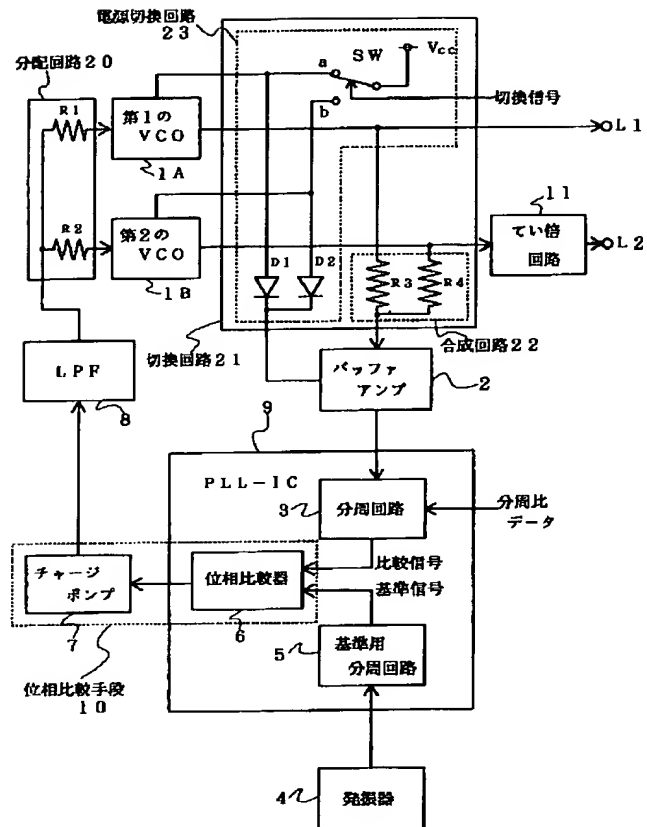 電源切換回路
23
分配回路20
R1
R2
第1の
VCO
1A
第2の
VCO
1B
a
SW
Vcc
b
切換信号
L1
11
てい倍
回路
L2
D1
D2
R3
R4
切換回路21
合成回路22
LPF
8
バッファ
アンプ
2
9
PLL-IC
3
分周回路
分周比
データ
比較信号
基準信号
チャージ
ポンプ
7
位相比較器
6
5
基準用
分周回路
位相比較手段
10
4
発振器